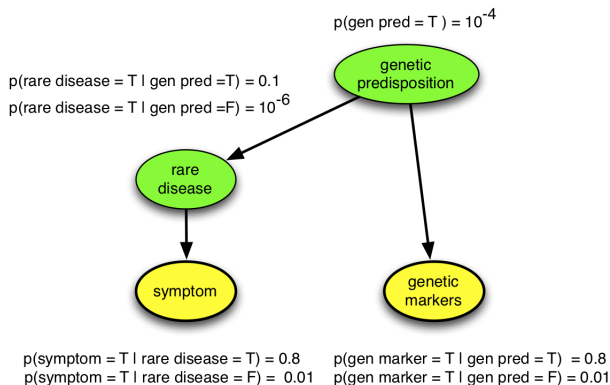 p(gen pred = T ) = 10⁻⁴
genetic
predisposition
p(rare disease = T | gen pred =T) = 0.1
p(rare disease = T | gen pred =F) = 10⁻⁶
rare
disease
symptom
genetic
markers
p(symptom = T | rare disease = T) = 0.8
p(symptom = T | rare disease = F) = 0.01
p(gen marker = T | gen pred = T) = 0.8
p(gen marker = T | gen pred = F) = 0.01